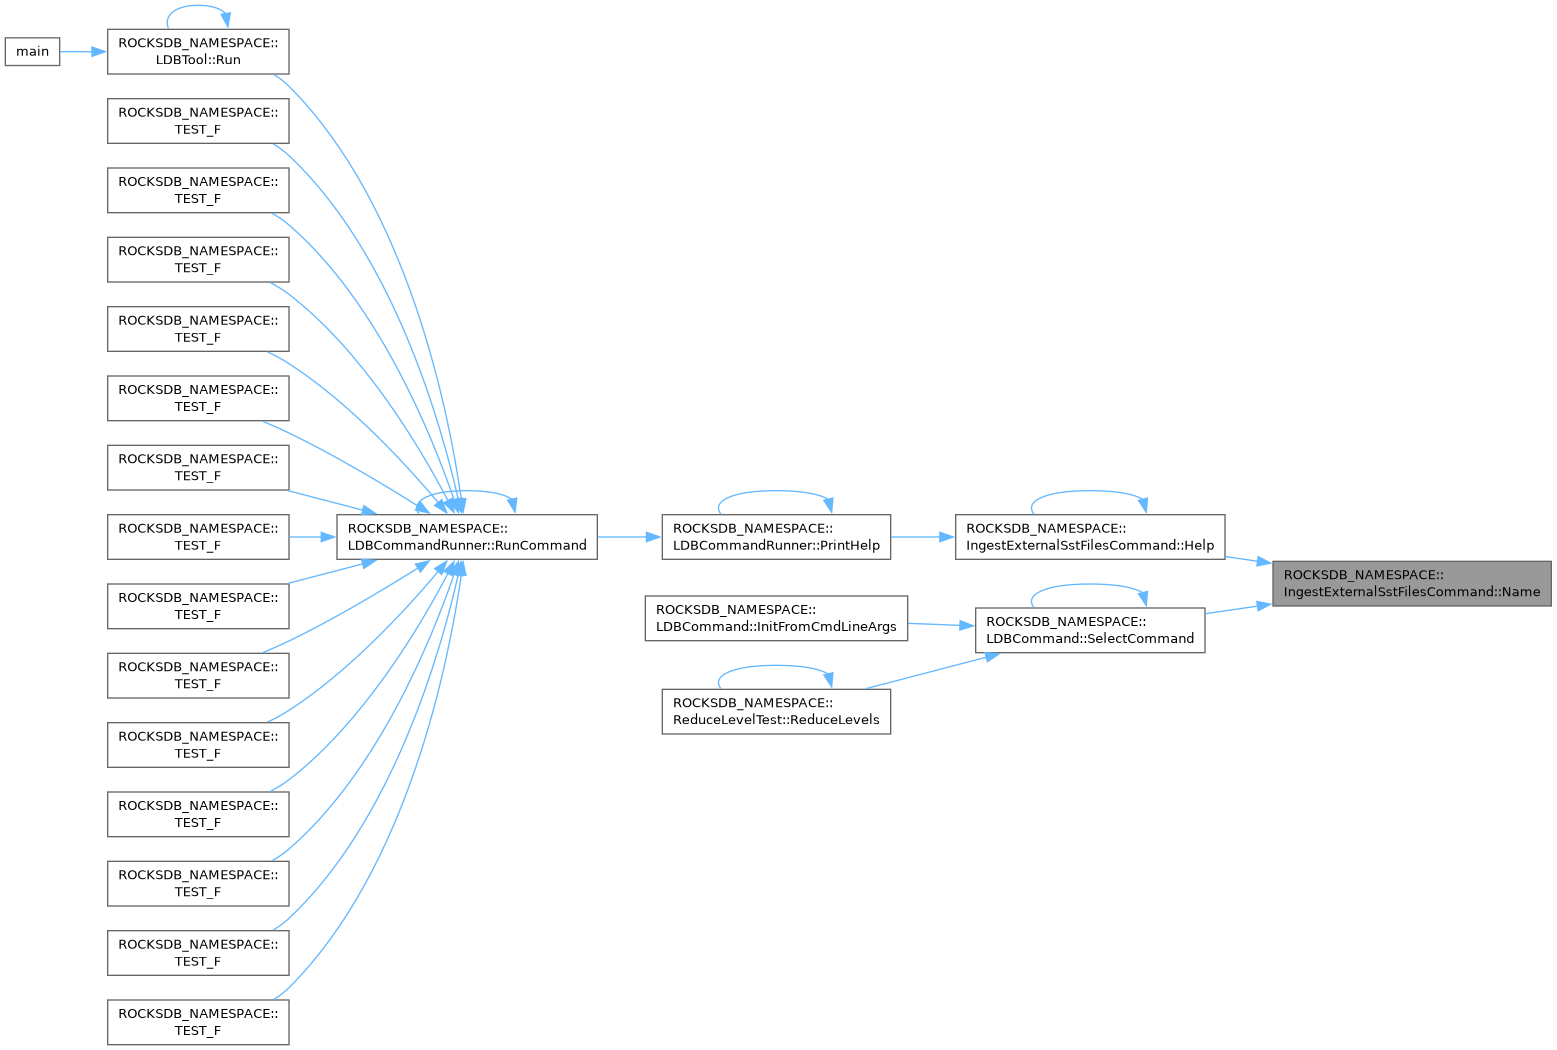 main
ROCKSDB_NAMESPACE::
LDBTool::Run
ROCKSDB_NAMESPACE::
TEST_F
ROCKSDB_NAMESPACE::
TEST_F
ROCKSDB_NAMESPACE::
TEST_F
ROCKSDB_NAMESPACE::
TEST_F
ROCKSDB_NAMESPACE::
TEST_F
ROCKSDB_NAMESPACE::
TEST_F
ROCKSDB_NAMESPACE::
TEST_F
ROCKSDB_NAMESPACE::
TEST_F
ROCKSDB_NAMESPACE::
TEST_F
ROCKSDB_NAMESPACE::
TEST_F
ROCKSDB_NAMESPACE::
TEST_F
ROCKSDB_NAMESPACE::
TEST_F
ROCKSDB_NAMESPACE::
TEST_F
ROCKSDB_NAMESPACE::
TEST_F
ROCKSDB_NAMESPACE::
LDBCommandRunner::RunCommand
ROCKSDB_NAMESPACE::
LDBCommandRunner::PrintHelp
ROCKSDB_NAMESPACE::
IngestExternalSstFilesCommand::Help
ROCKSDB_NAMESPACE::
IngestExternalSstFilesCommand::Name
ROCKSDB_NAMESPACE::
LDBCommand::InitFromCmdLineArgs
ROCKSDB_NAMESPACE::
LDBCommand::SelectCommand
ROCKSDB_NAMESPACE::
ReduceLevelTest::ReduceLevels